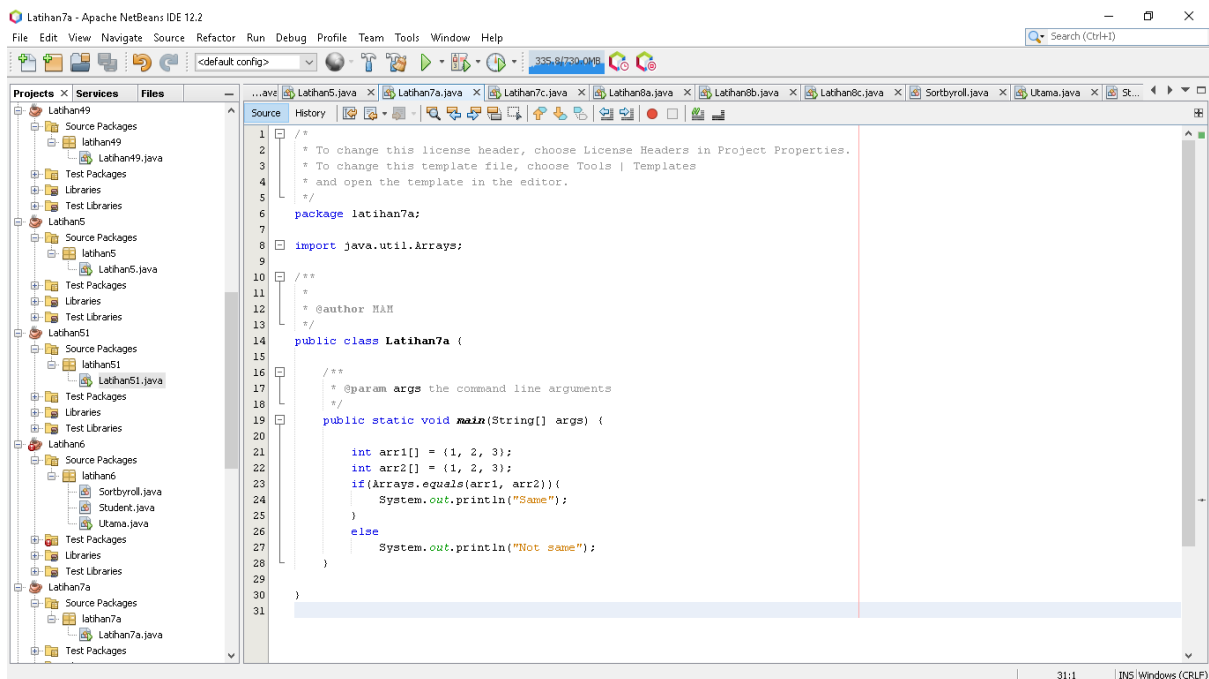 Latihan7a - Apache NetBeans IDE 12.2
File Edit View Navigate Source Refactor Run Debug Profile Team Tools Window Help
Search (Ctrl+I)
<default config>
335.8/730.0MB
Projects Services Files
...ava Latihan5.java Latihan7a.java Latihan7c.java Latihan8a.java Latihan8b.java Latihan8c.java Sortbyroll.java Utama.java St...
Source History
Latihan49
Source Packages
latihan49
Latihan49.java
Test Packages
Libraries
Test Libraries
Latihan5
Source Packages
latihan5
Latihan5.java
Test Packages
Libraries
Test Libraries
Latihan51
Source Packages
latihan51
Latihan51.java
Test Packages
Libraries
Test Libraries
Latihan6
Source Packages
latihan6
Sortbyroll.java
Student.java
Utama.java
Test Packages
Libraries
Test Libraries
Latihan7a
Source Packages
latihan7a
Latihan7a.java
Test Packages
1 /*
2 * To change this license header, choose License Headers in Project Properties.
3 * To change this template file, choose Tools | Templates
4 * and open the template in the editor.
5 */
6 package latihan7a;
7
8 import java.util.Arrays;
9
10 /**
11 *
12 * @author MAM
13 */
14 public class Latihan7a {
15
16 /**
17 * @param args the command line arguments
18 */
19 public static void main(String[] args) {
20
21 int arr1[] = {1, 2, 3};
22 int arr2[] = {1, 2, 3};
23 if(Arrays.equals(arr1, arr2)){
24 System.out.println("Same");
25 }
26 else
27 System.out.println("Not same");
28 }
29
30 }
31
31:1 INS Windows (CRLF)